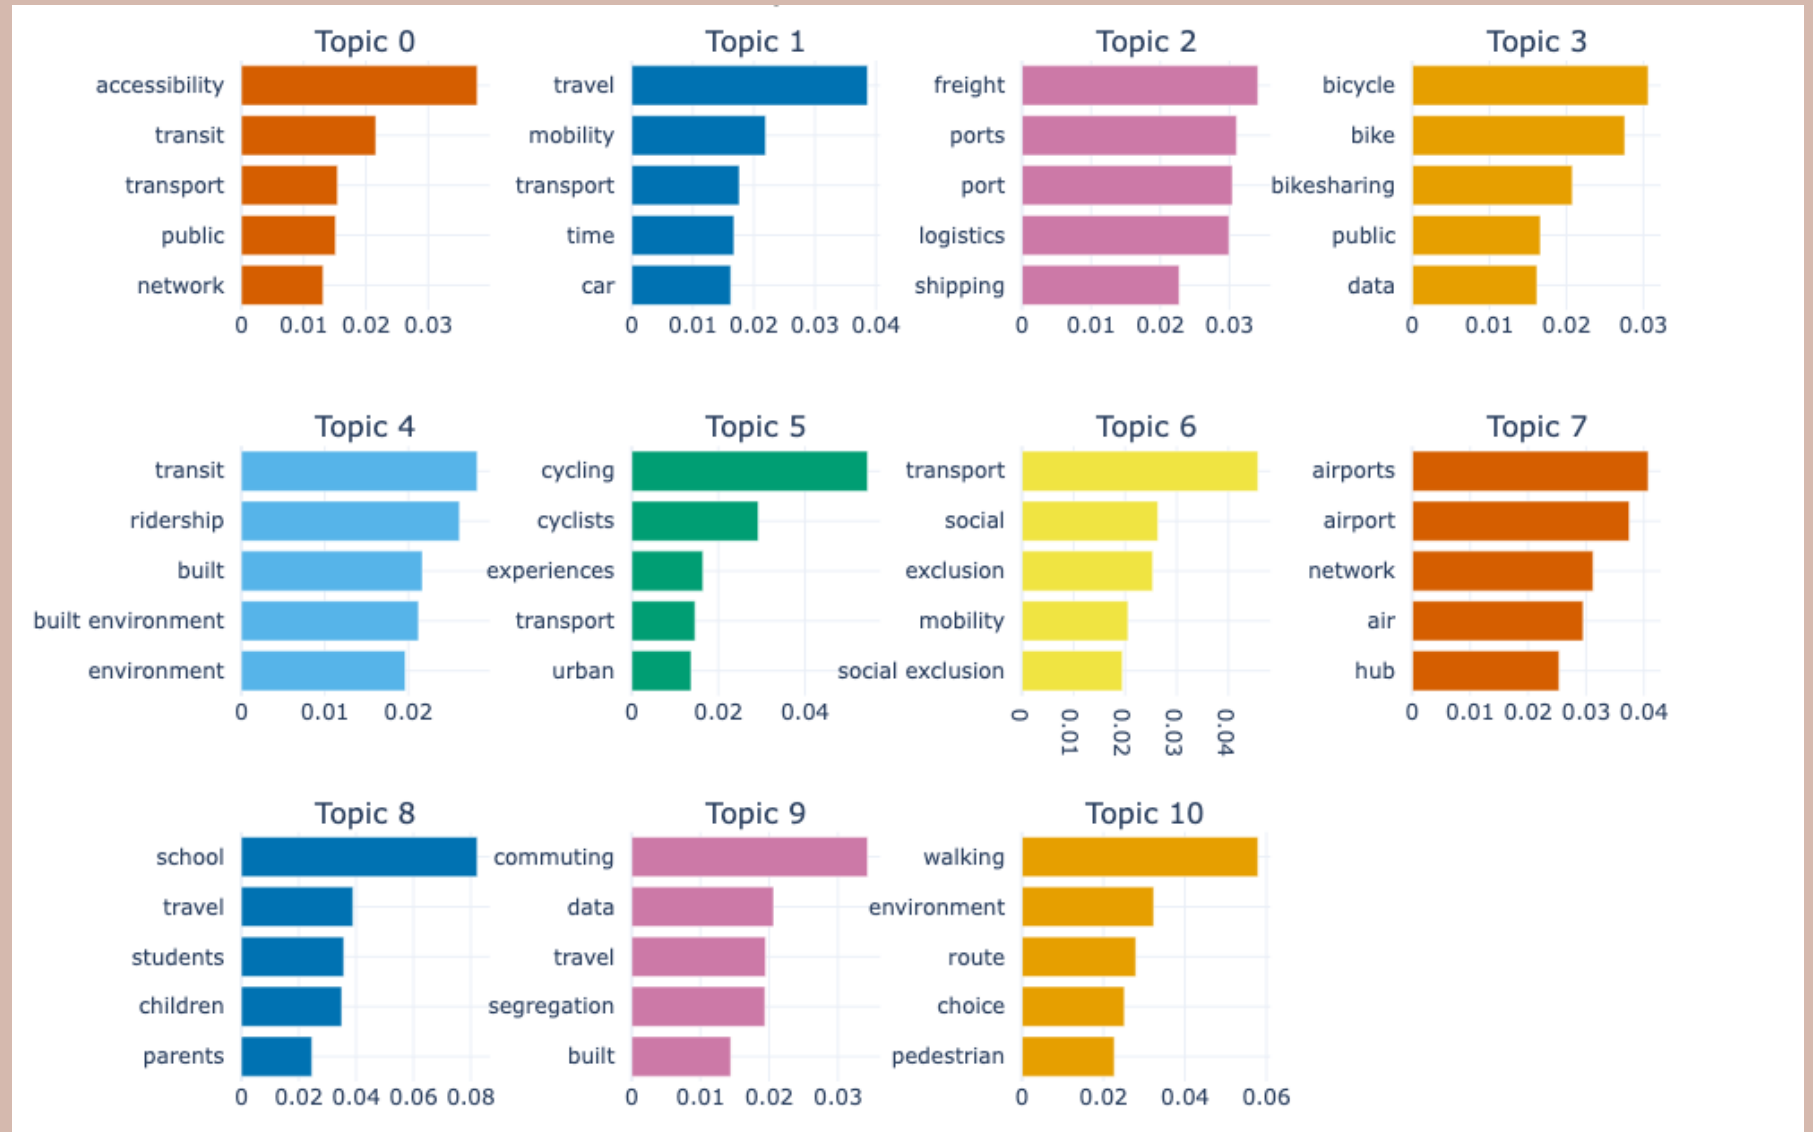 Topic 0
accessibility
transit
transport
public
network
0 0.01 0.02 0.03
Topic 1
travel
mobility
transport
time
car
0 0.01 0.02 0.03 0.04
Topic 2
freight
ports
port
logistics
shipping
0 0.01 0.02 0.03
Topic 3
bicycle
bike
bikesharing
public
data
0 0.01 0.02 0.03
Topic 4
transit
ridership
built
built environment
environment
0 0.01 0.02
Topic 5
cycling
cyclists
experiences
transport
urban
0 0.02 0.04
Topic 6
transport
social
exclusion
mobility
social exclusion
0 0.01 0.02 0.03 0.04
Topic 7
airports
airport
network
air
hub
0 0.01 0.02 0.03 0.04
Topic 8
school
travel
students
children
parents
0 0.02 0.04 0.06 0.08
Topic 9
commuting
data
travel
segregation
built
0 0.01 0.02 0.03
Topic 10
walking
environment
route
choice
pedestrian
0 0.02 0.04 0.06